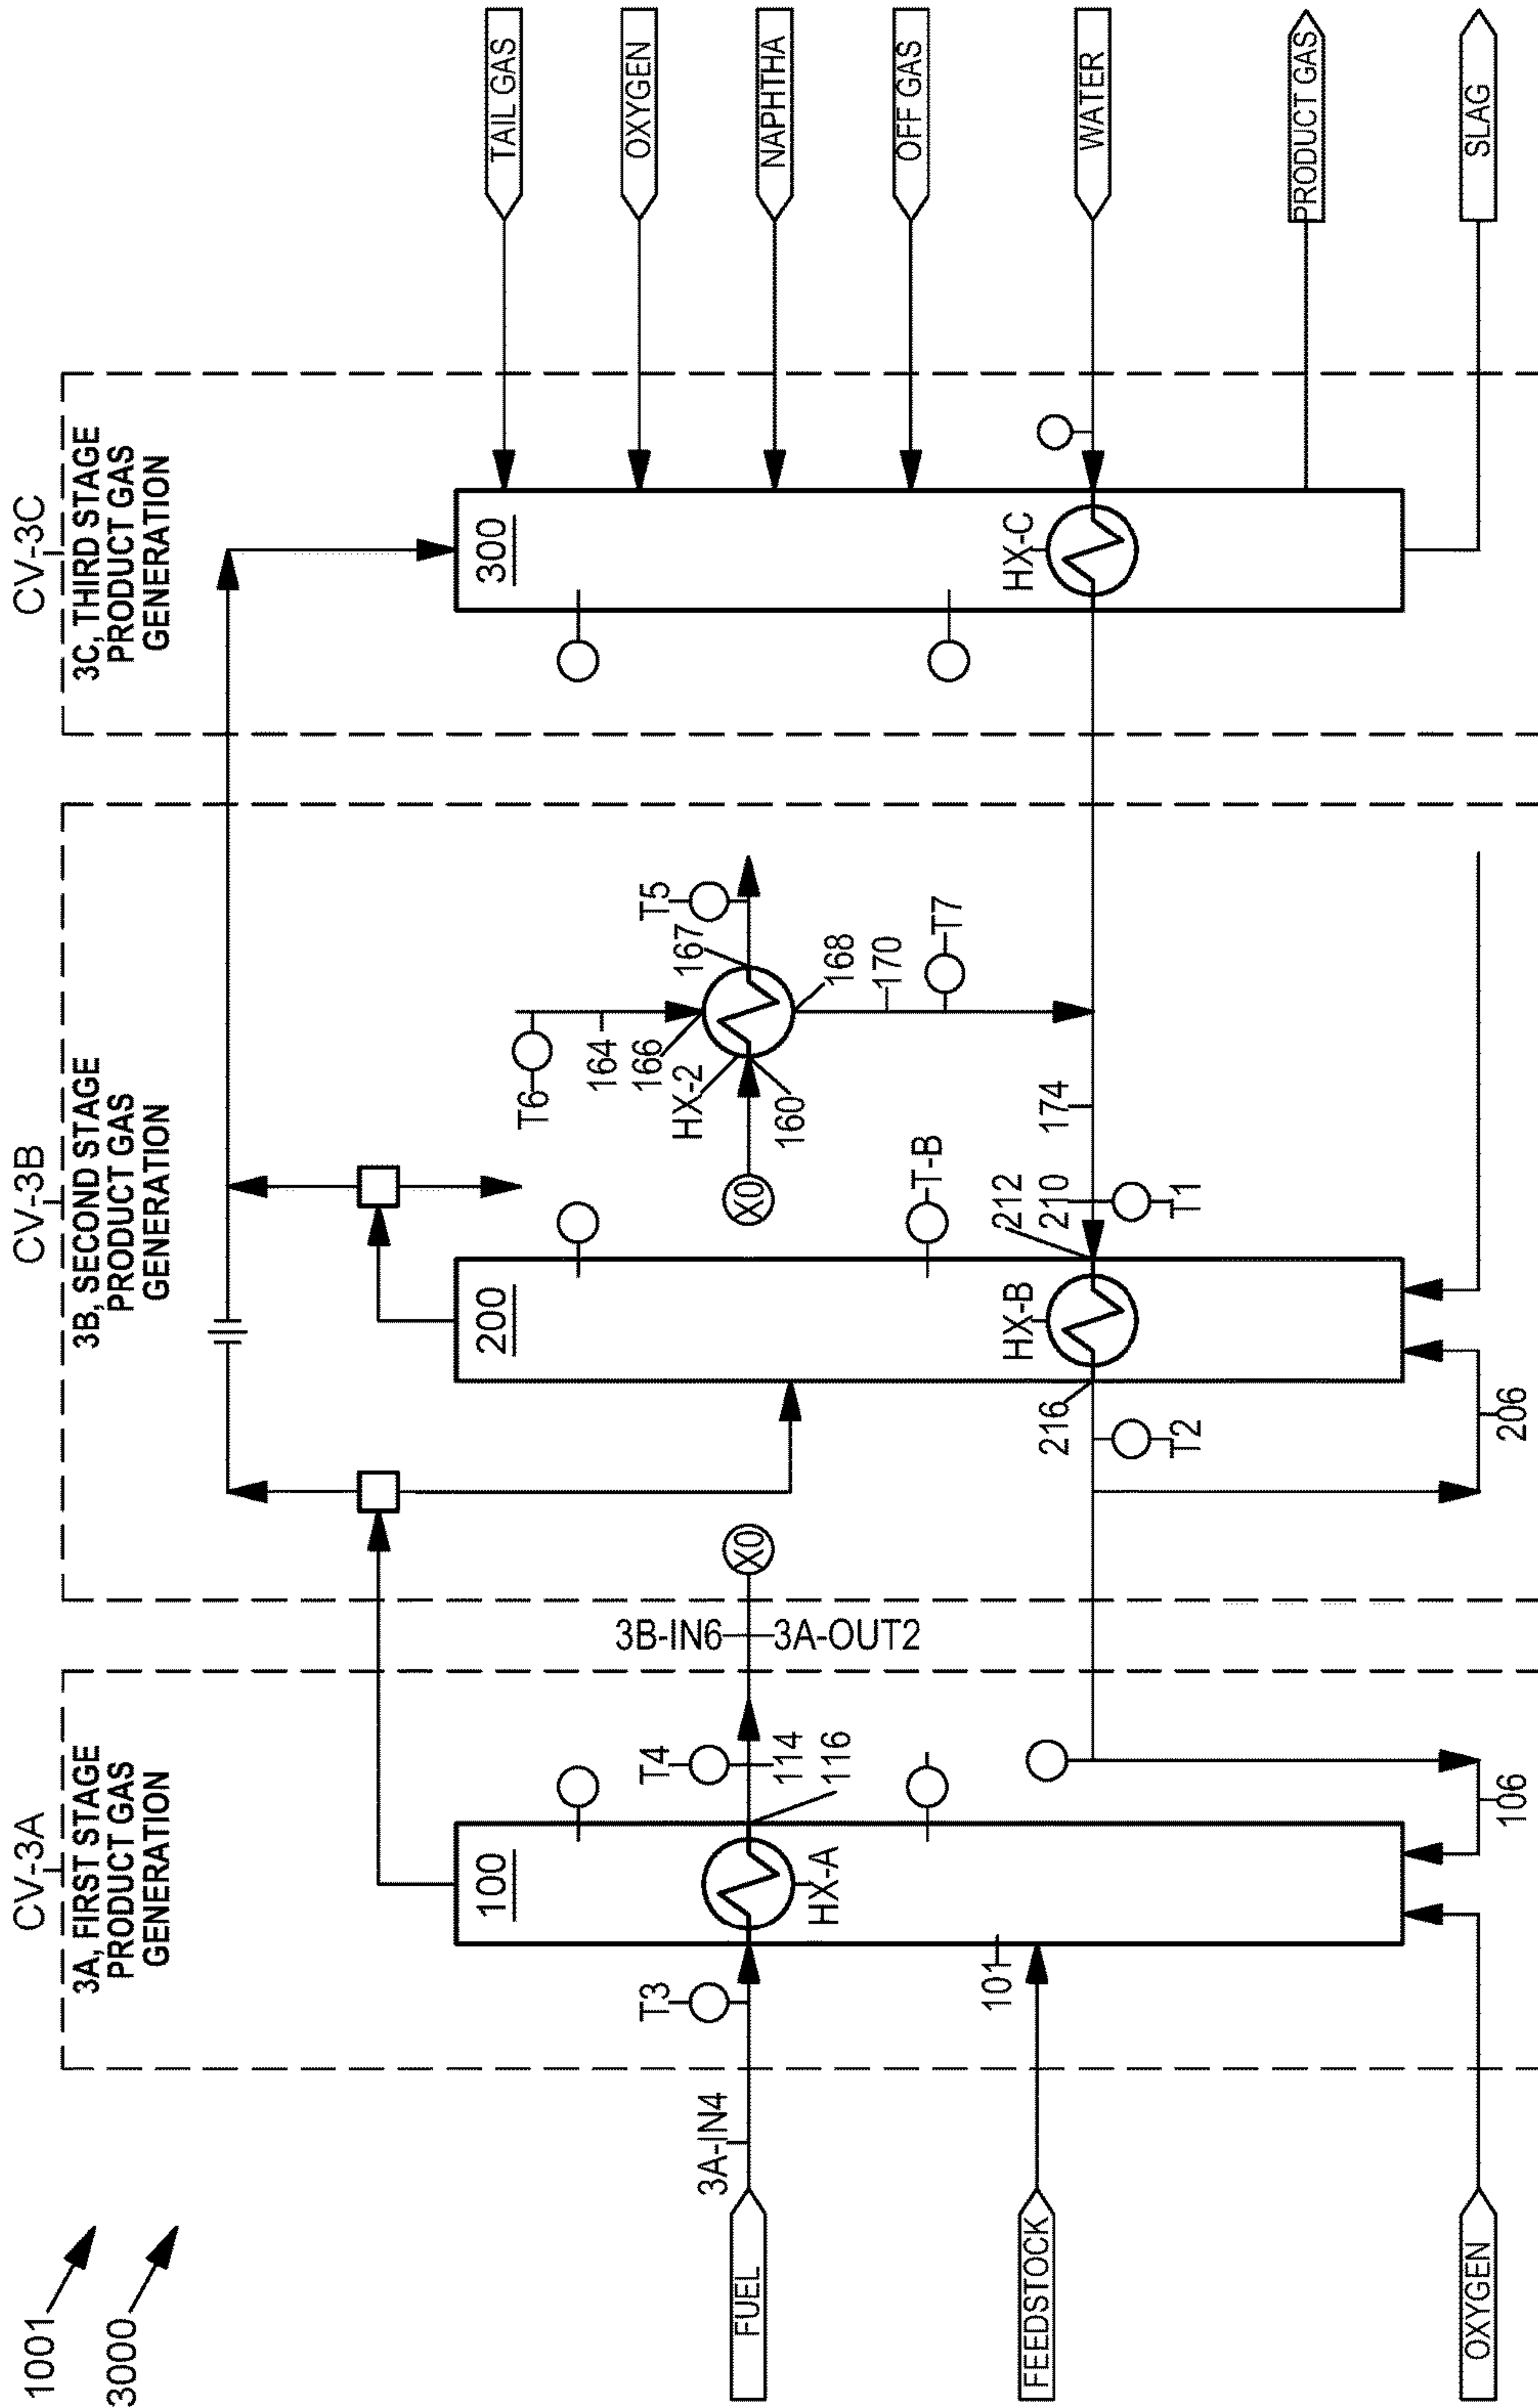 1001
3000
CV-3A
3A, FIRST STAGE
PRODUCT GAS
GENERATION
CV-3B
3B, SECOND STAGE
PRODUCT GAS
GENERATION
CV-3C
3C, THIRD STAGE
PRODUCT GAS
GENERATION
FUEL
3A-IN4
FEEDSTOCK
OXYGEN
T3
100
HX-A
101
T4
114
116
106
3B-IN6
3A-OUT2
X0
200
HX-B
216
T2
206
X0
T6
164
166
HX-2
160
T-B
212
210
T1
174
T5
167
168
170
T7
300
HX-C
TAIL GAS
OXYGEN
NAPHTHA
OFF GAS
WATER
PRODUCT GAS
SLAG